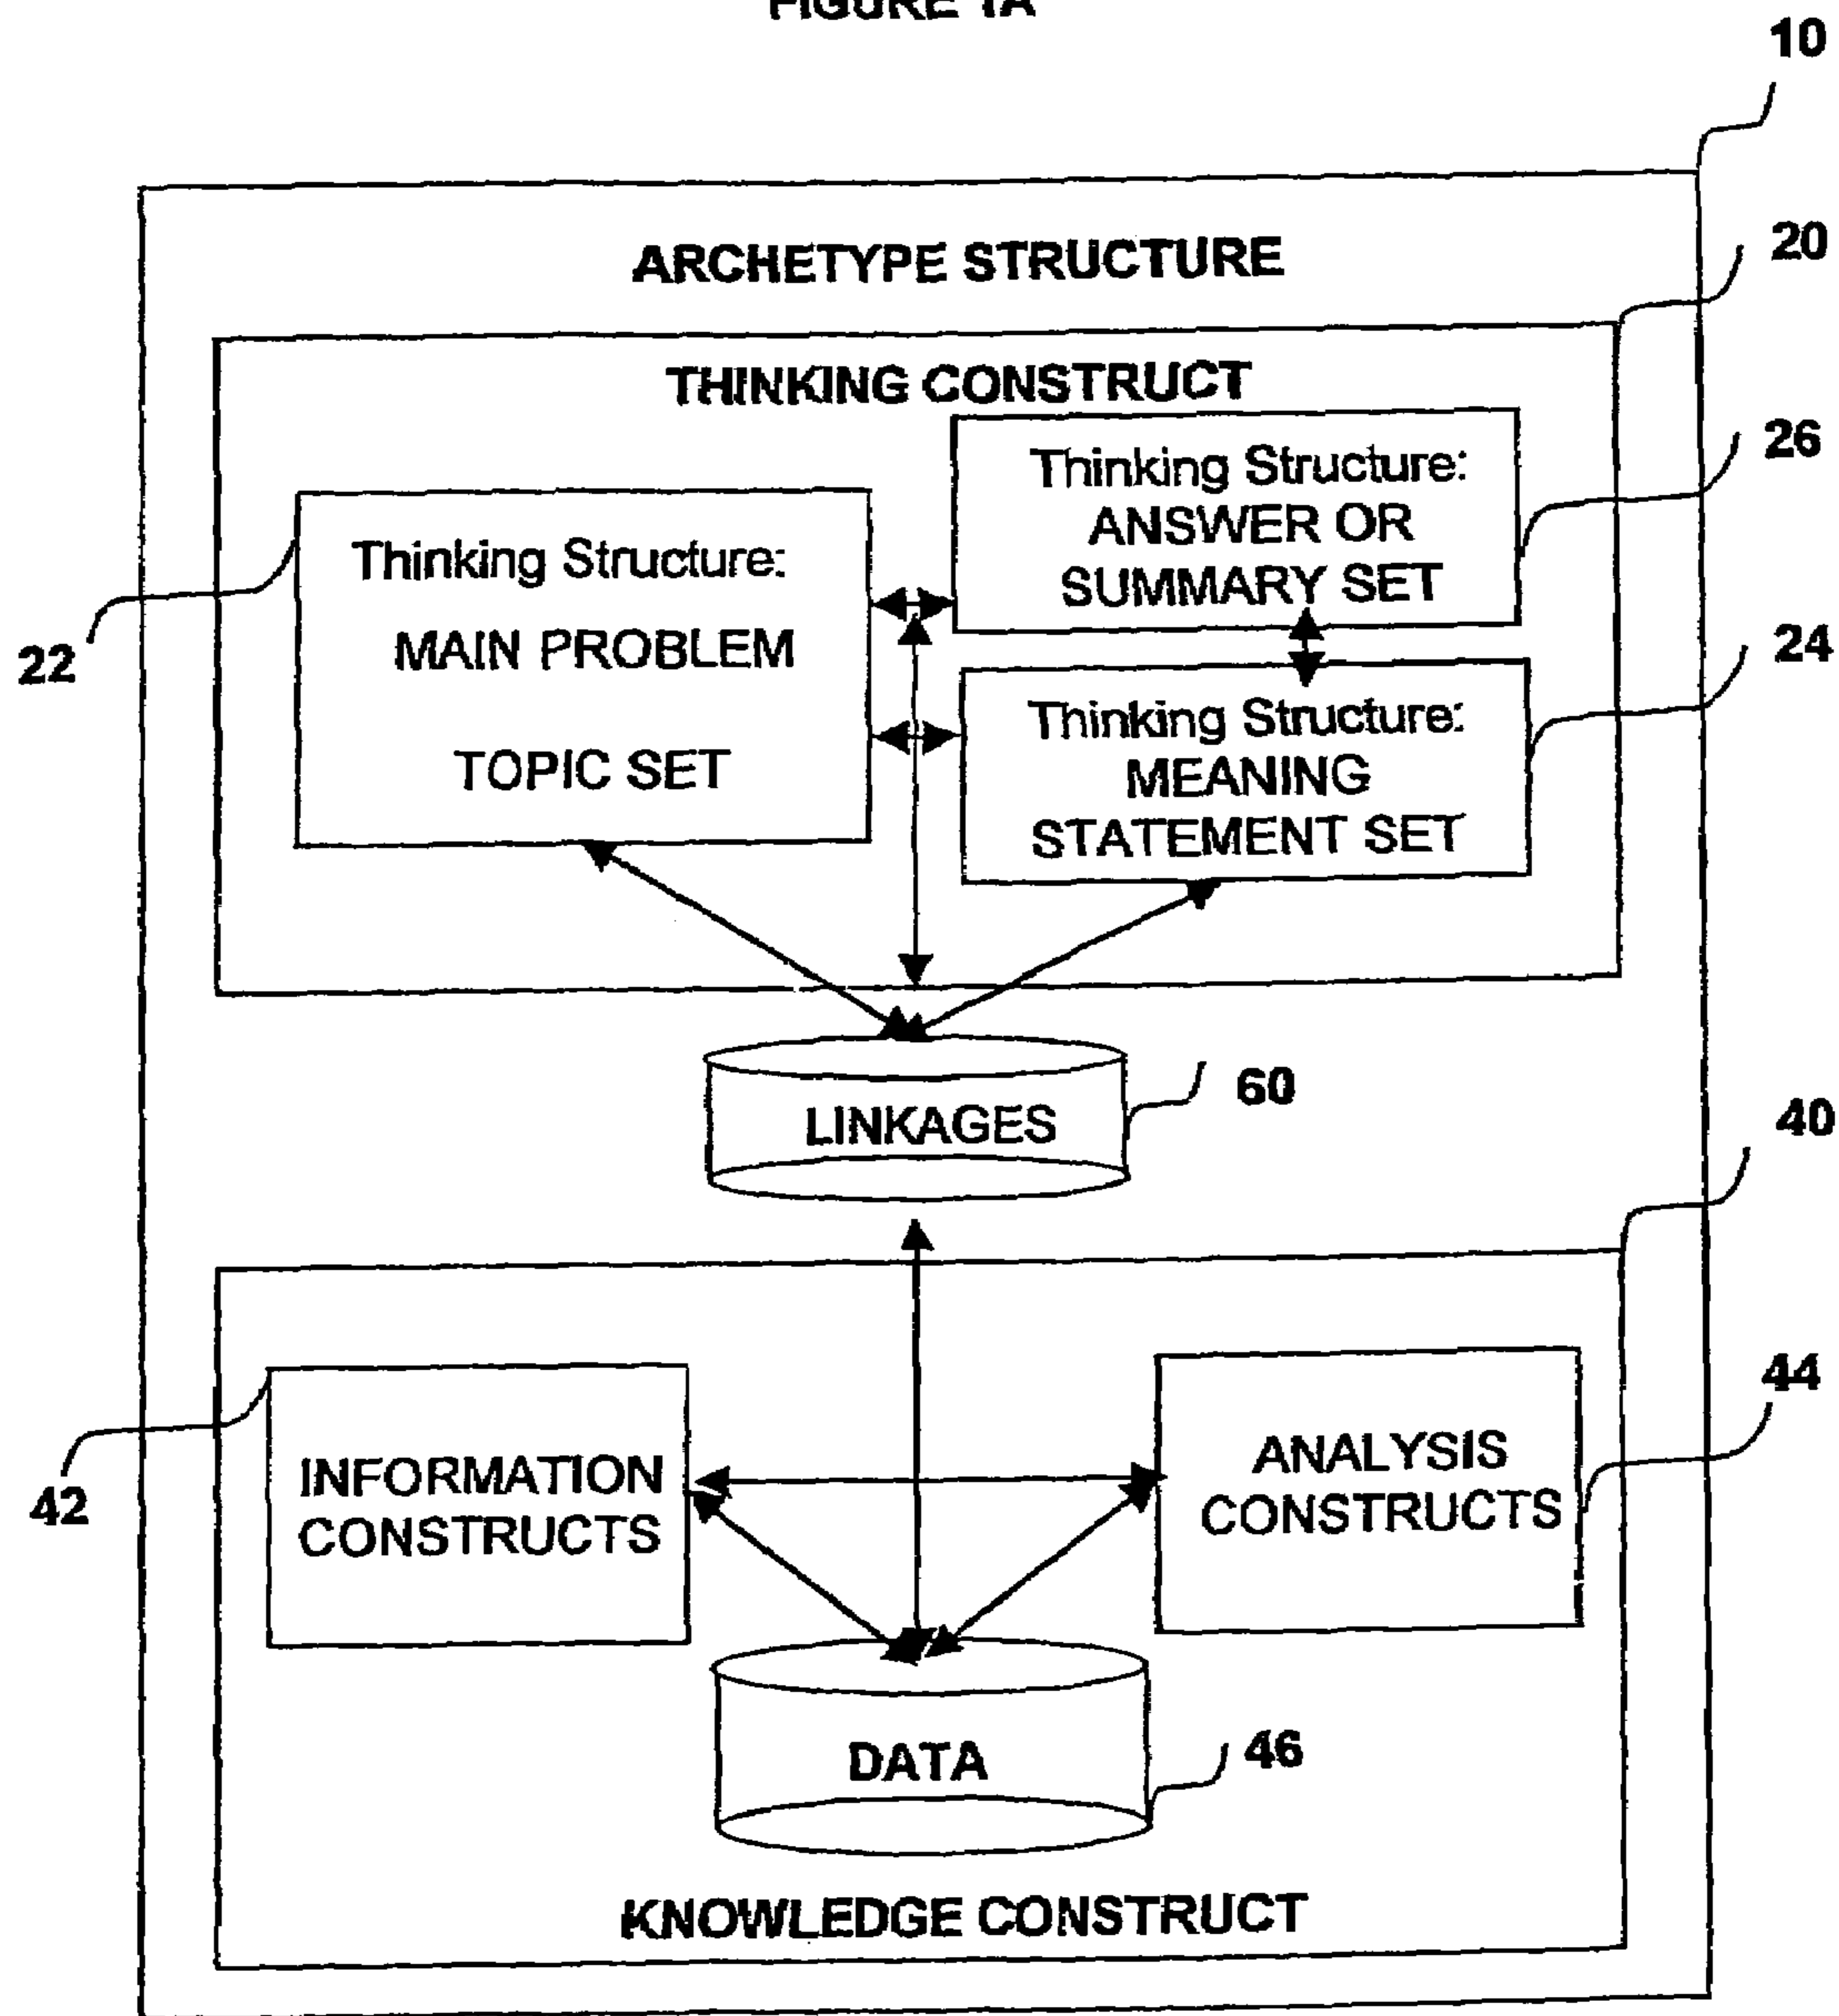 FIGURE 1A
10
ARCHETYPE STRUCTURE
20
THINKING CONSTRUCT
Thinking Structure:
ANSWER OR
SUMMARY SET
26
Thinking Structure:
MAIN PROBLEM
TOPIC SET
22
Thinking Structure:
MEANING
STATEMENT SET
24
LINKAGES
60
40
INFORMATION
CONSTRUCTS
42
ANALYSIS
CONSTRUCTS
44
DATA
46
KNOWLEDGE CONSTRUCT